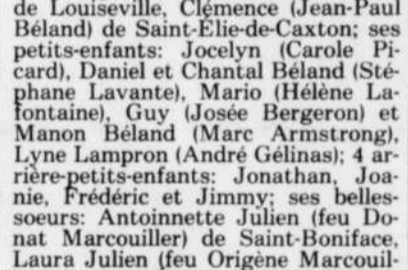 de Louiseville, Clémence (Jean-Paul
Béland) de Saint-Élie-de-Caxton; ses
petits-enfants: Jocelyn (Carole Pi-
card), Daniel et Chantal Béland (Sté-
phane Lavante), Mario (Hélène La-
fontaine), Guy (Josée Bergeron) et
Manon Béland (Marc Armstrong),
Lyne Lampron (André Gélinas); 4 ar-
rière-petits-enfants: Jonathan, Joa-
nie, Frédéric et Jimmy; ses belles-
soeurs: Antoinnette Julien (feu Do-
nat Marcouiller) de Saint-Boniface,
Laura Julien (feu Origène Marcouil-